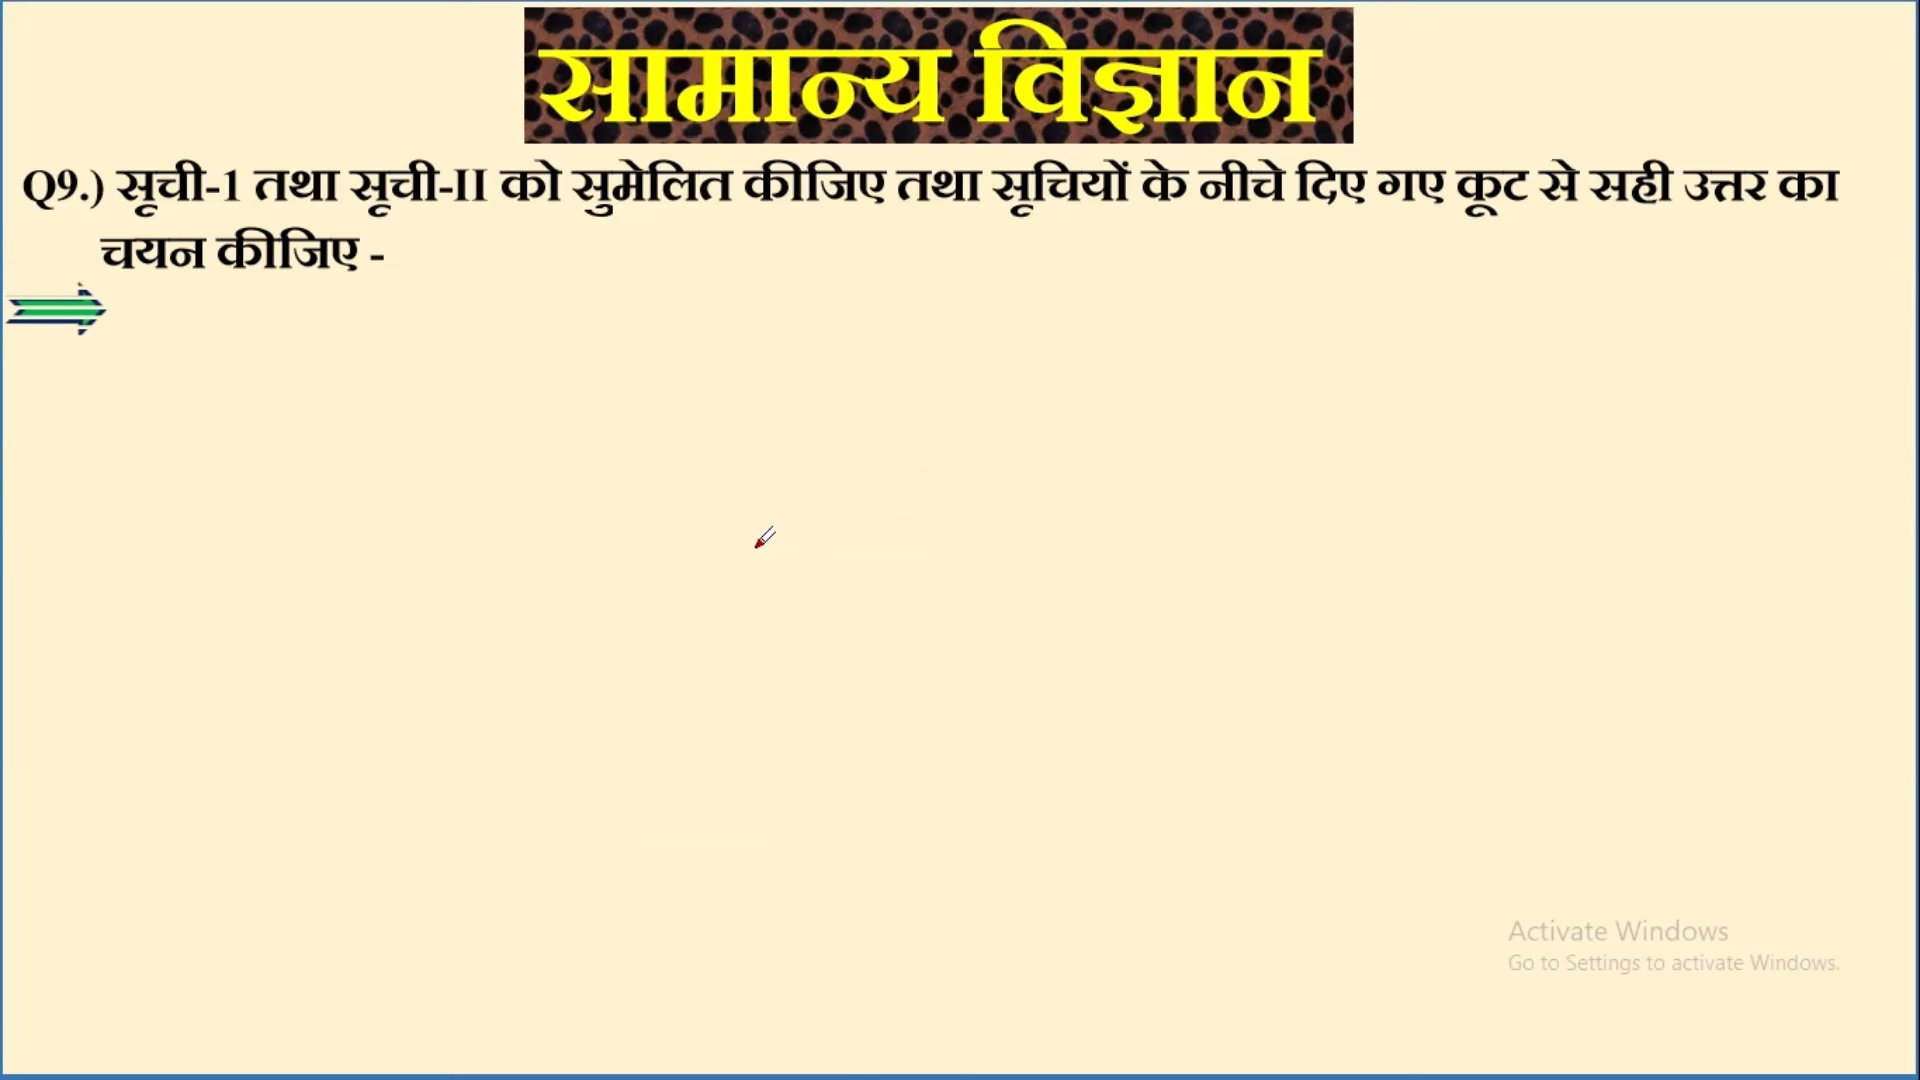 सामान्य विज्ञान
Q9.) सूची-1 तथा सूची-II को सुमेलित कीजिए तथा सूचियों के नीचे दिए गए कूट से सही उत्तर का
चयन कीजिए -
Activate Windows
Go to Settings to activate Windows.